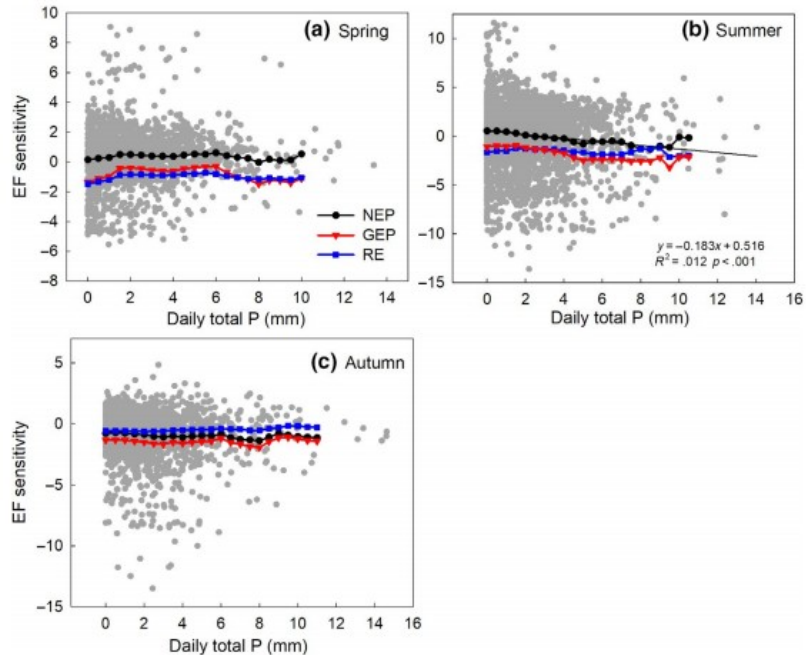 (a) Spring
EF sensitivity
10
8
6
4
2
0
−2
−4
−6
−8
NEP
GEP
RE
0 2 4 6 8 10 12 14
Daily total P (mm)
(b) Summer
EF sensitivity
10
5
0
−5
−10
−15
y = −0.183x + 0.516
R² = .012 p < .001
0 2 4 6 8 10 12 14 16
Daily total P (mm)
(c) Autumn
EF sensitivity
5
0
−5
−10
−15
0 2 4 6 8 10 12 14 16
Daily total P (mm)